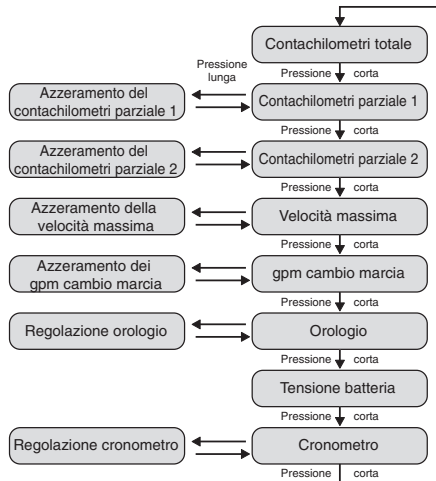 Contachilometri totale
Pressione corta
Pressione
lunga
Azzeramento del
contachilometri parziale 1
Contachilometri parziale 1
Pressione corta
Azzeramento del
contachilometri parziale 2
Contachilometri parziale 2
Pressione corta
Azzeramento della
velocità massima
Velocità massima
Pressione corta
Azzeramento dei
gpm cambio marcia
gpm cambio marcia
Pressione corta
Regolazione orologio
Orologio
Pressione corta
Tensione batteria
Pressione corta
Regolazione cronometro
Cronometro
Pressione corta